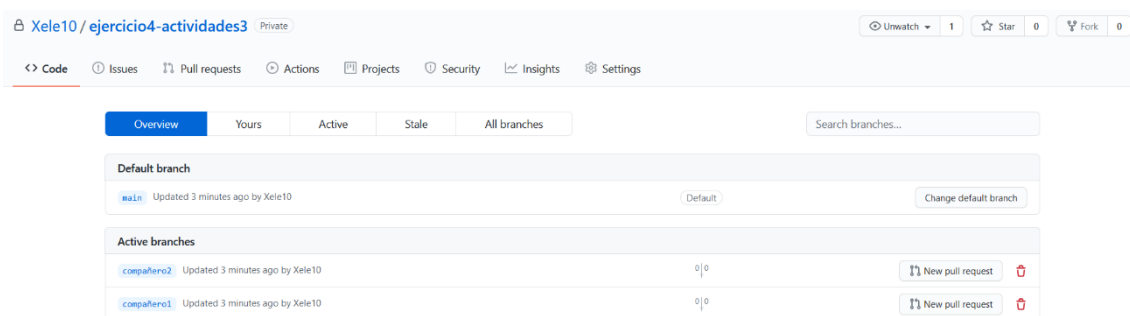 Xele10 / ejercicio4-actividades3 Private Unwatch 1 Star 0 Fork 0
<> Code Issues Pull requests Actions Projects Security Insights Settings
Overview Yours Active Stale All branches Search branches...
Default branch
main Updated 3 minutes ago by Xele10 Default Change default branch
Active branches
compañero2 Updated 3 minutes ago by Xele10 0|0 New pull request
compañero1 Updated 3 minutes ago by Xele10 0|0 New pull request